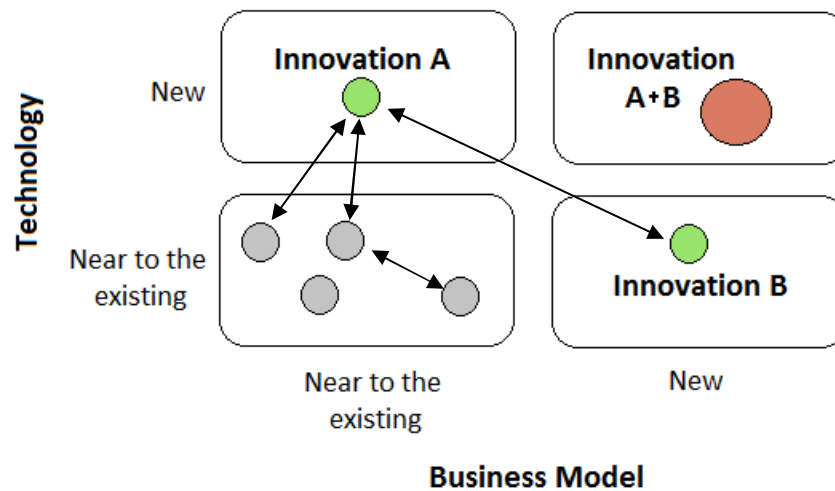 Technology
New
Innovation A
Innovation
A+B
Near to the
existing
Innovation B
Near to the
existing
New
Business Model